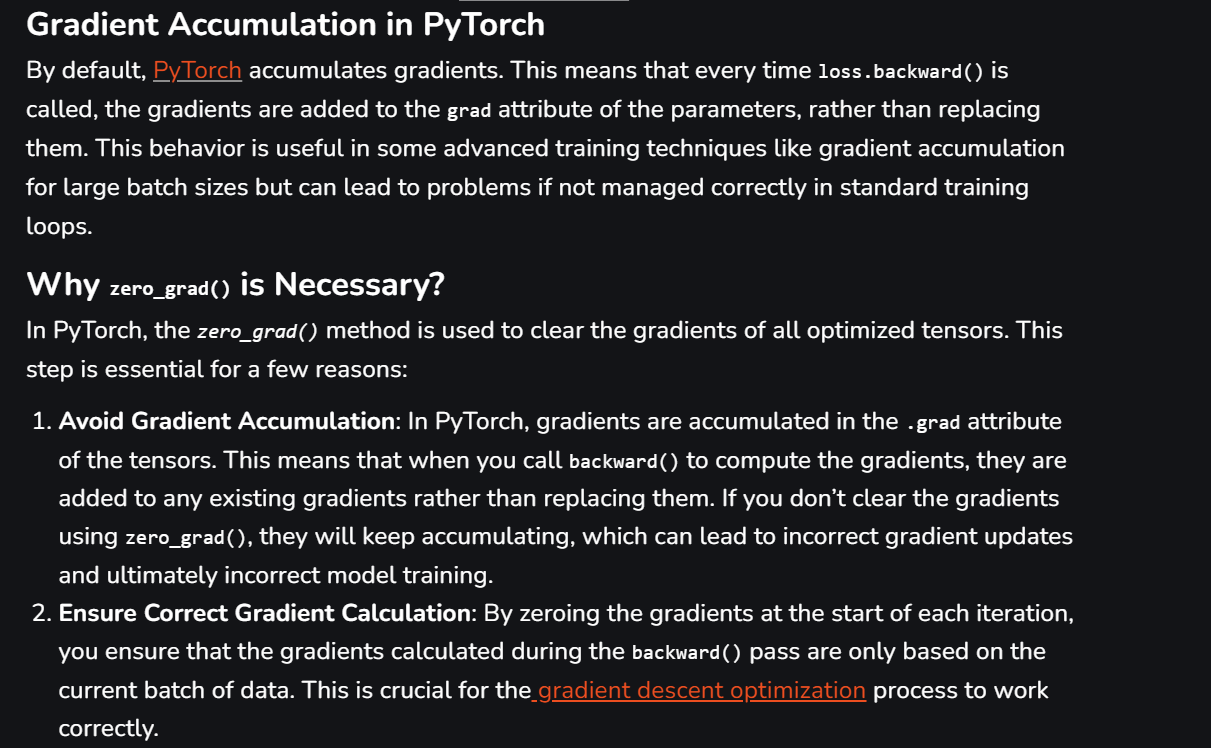 Gradient Accumulation in PyTorch
By default, PyTorch accumulates gradients. This means that every time loss.backward() is
called, the gradients are added to the grad attribute of the parameters, rather than replacing
them. This behavior is useful in some advanced training techniques like gradient accumulation
for large batch sizes but can lead to problems if not managed correctly in standard training
loops.
Why zero_grad() is Necessary?
In PyTorch, the zero_grad() method is used to clear the gradients of all optimized tensors. This
step is essential for a few reasons:
1. Avoid Gradient Accumulation: In PyTorch, gradients are accumulated in the .grad attribute
of the tensors. This means that when you call backward() to compute the gradients, they are
added to any existing gradients rather than replacing them. If you don’t clear the gradients
using zero_grad(), they will keep accumulating, which can lead to incorrect gradient updates
and ultimately incorrect model training.
2. Ensure Correct Gradient Calculation: By zeroing the gradients at the start of each iteration,
you ensure that the gradients calculated during the backward() pass are only based on the
current batch of data. This is crucial for the gradient descent optimization process to work
correctly.